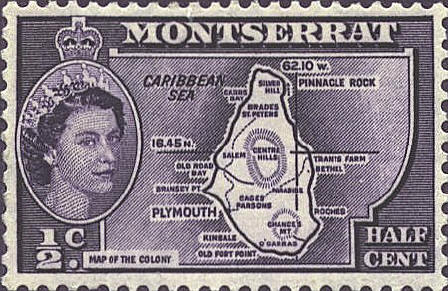 MONTSERRAT
62.10 W.
CARIBBEAN
SEA
SILVER
HILL
PINNACLE ROCK
CARRS
BAY
BRADES
ST. PETERS
16.45 N.
SALEM
CENTRE
HILLS
TRANTS FARM
BETHEL
OLD ROAD
BAY
BRANSBY PT.
PARADISE
GAGES
PARSONS
PLYMOUTH
ROCHES
CHANCE'S
MT
O'GARRAS
KINSALE
OLD FORT POINT
1/2 C.
MAP OF THE COLONY
HALF
CENT